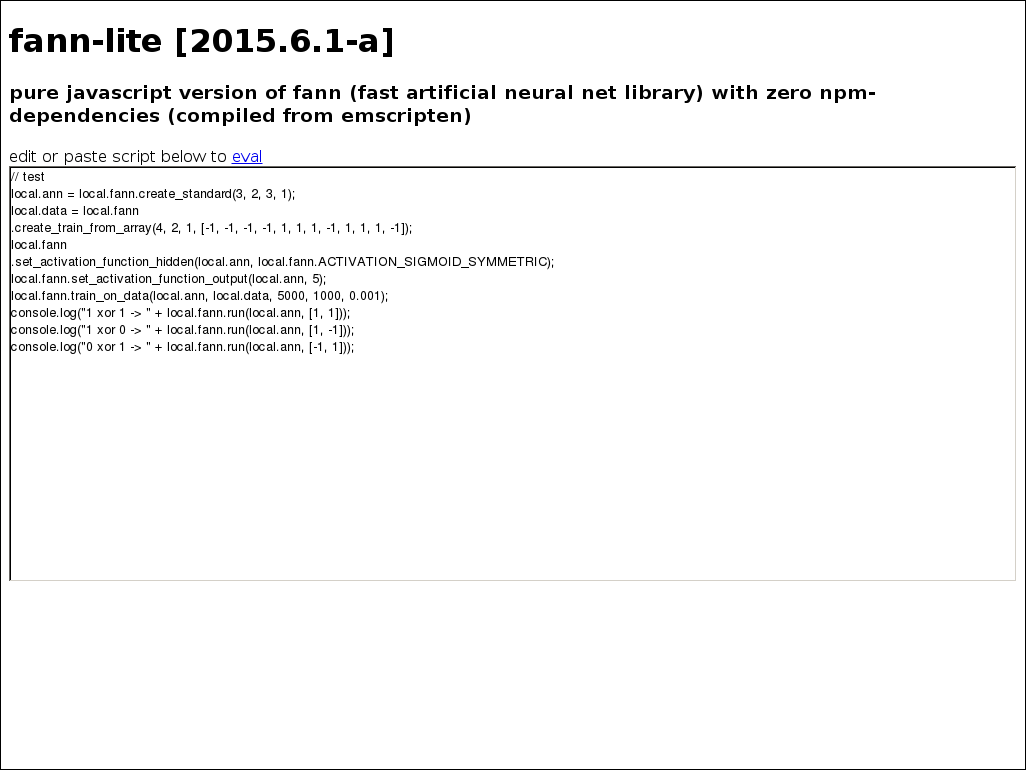 fann-lite [2015.6.1-a]
pure javascript version of fann (fast artificial neural net library) with zero npm-
dependencies (compiled from emscripten)
edit or paste script below to eval
// test
local.ann = local.fann.create_standard(3, 2, 3, 1);
local.data = local.fann
.create_train_from_array(4, 2, 1, [-1, -1, -1, -1, 1, 1, 1, -1, 1, 1, 1, -1]);
local.fann
.set_activation_function_hidden(local.ann, local.fann.ACTIVATION_SIGMOID_SYMMETRIC);
local.fann.set_activation_function_output(local.ann, 5);
local.fann.train_on_data(local.ann, local.data, 5000, 1000, 0.001);
console.log("1 xor 1 -> " + local.fann.run(local.ann, [1, 1]));
console.log("1 xor 0 -> " + local.fann.run(local.ann, [1, -1]));
console.log("0 xor 1 -> " + local.fann.run(local.ann, [-1, 1]));